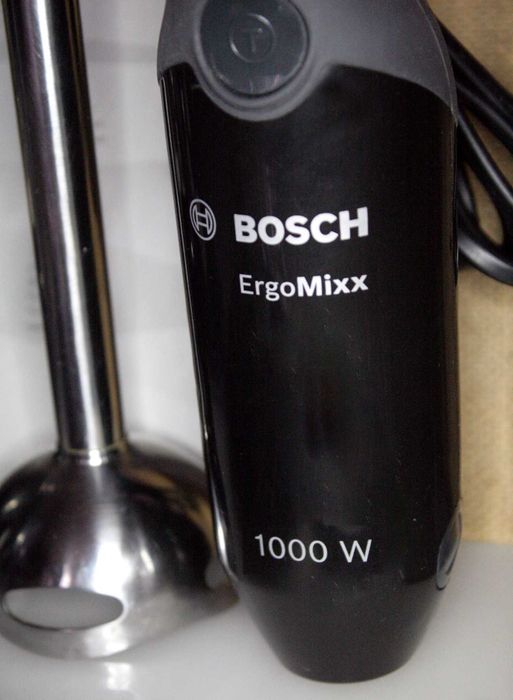 T
BOSCH
ErgoMixx
1000 W